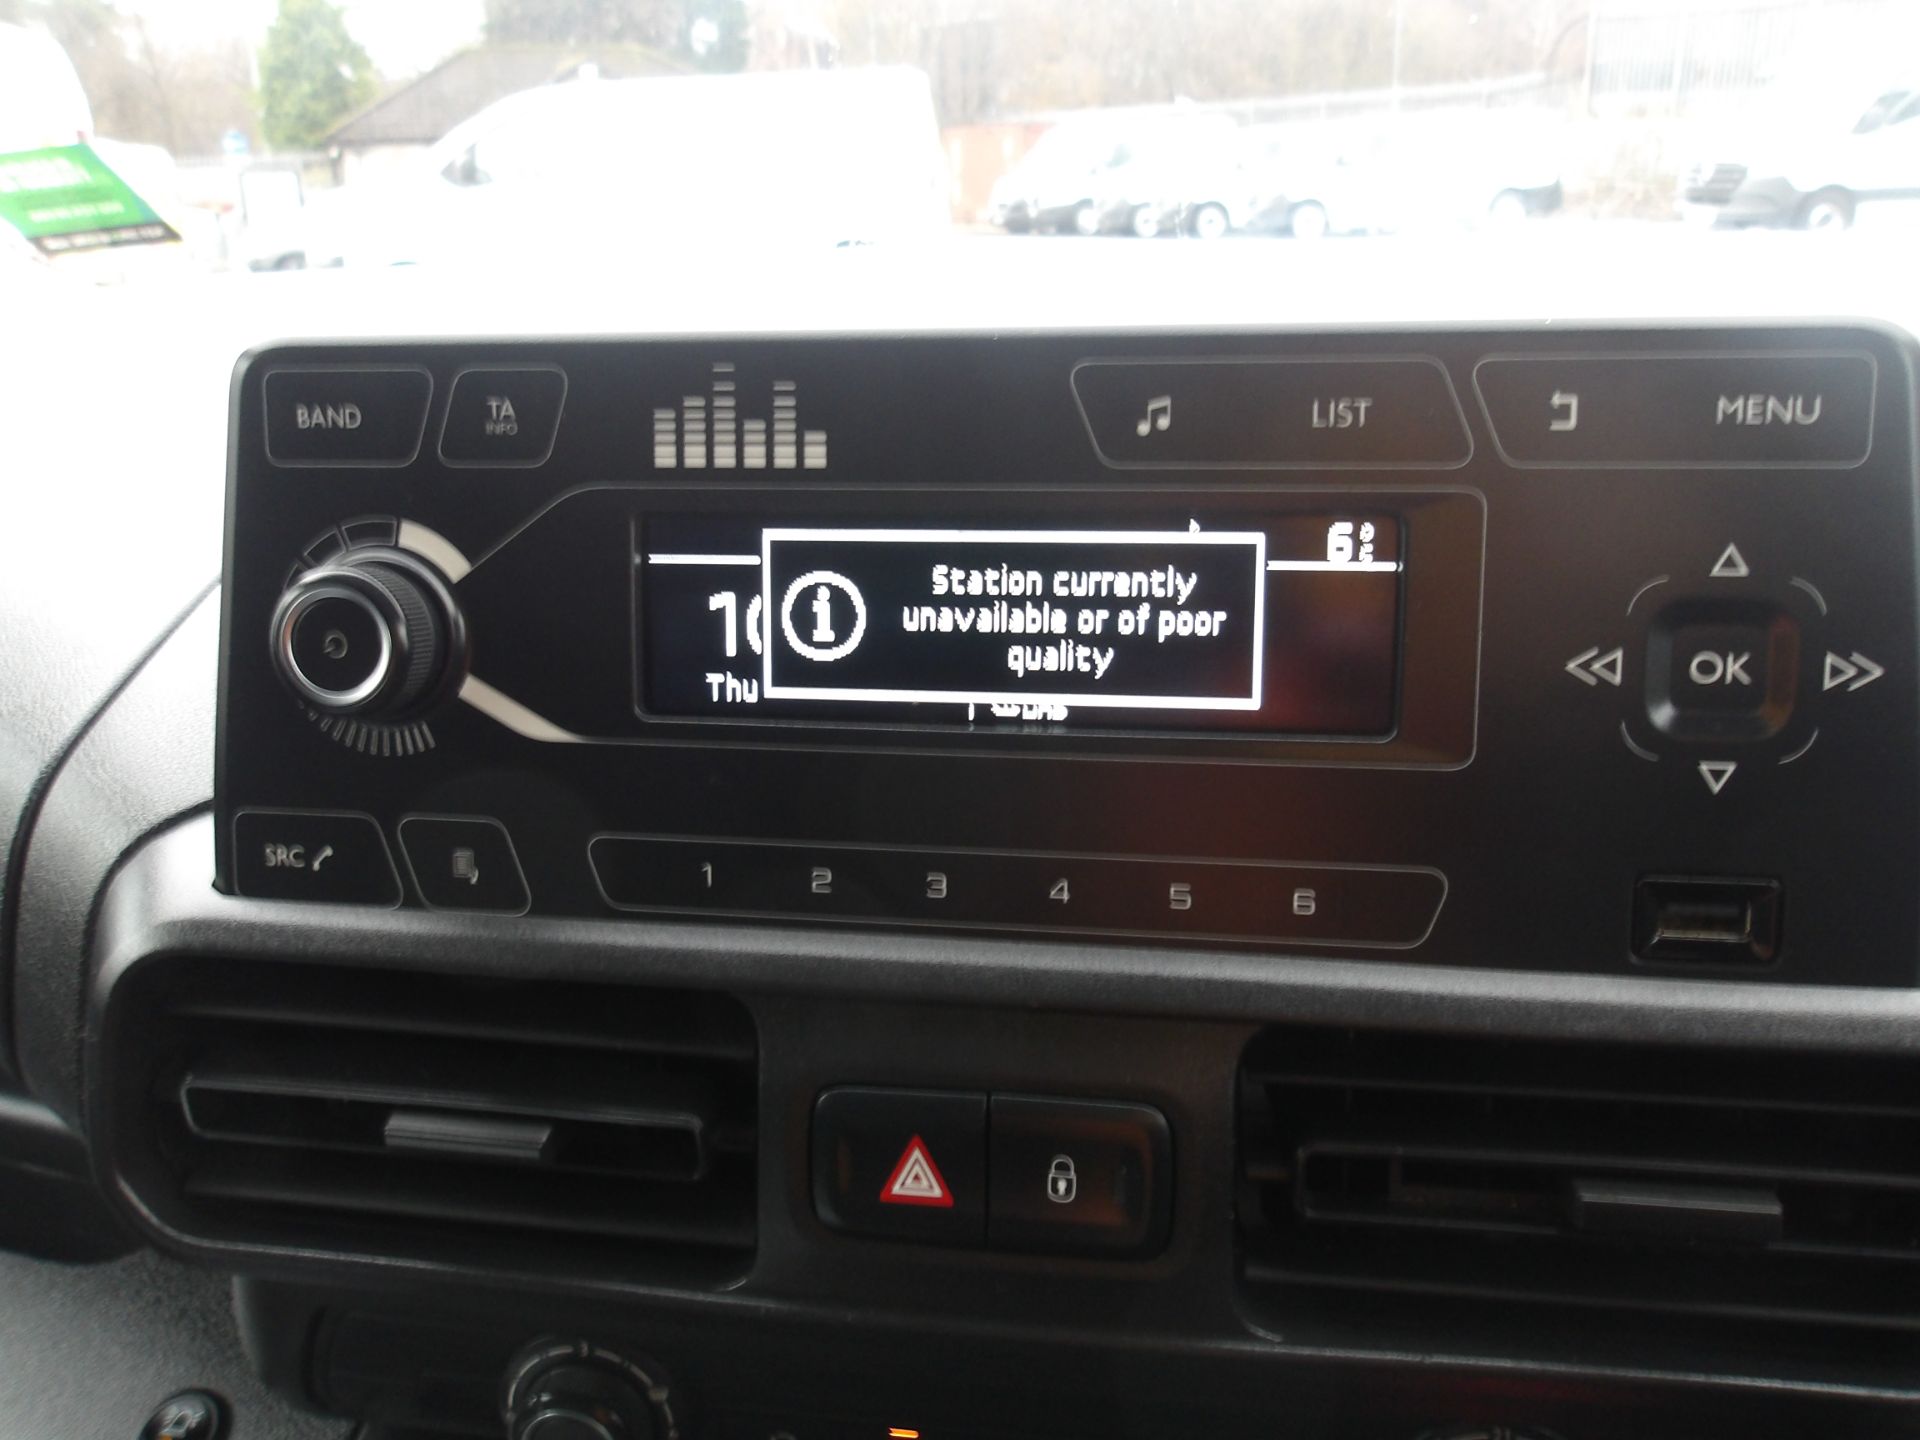 BAND
TA
INFO
LIST
MENU
6°C
Station currently
unavailable or of poor
quality
Thu
OK
SRC
1 2 3 4 5 6